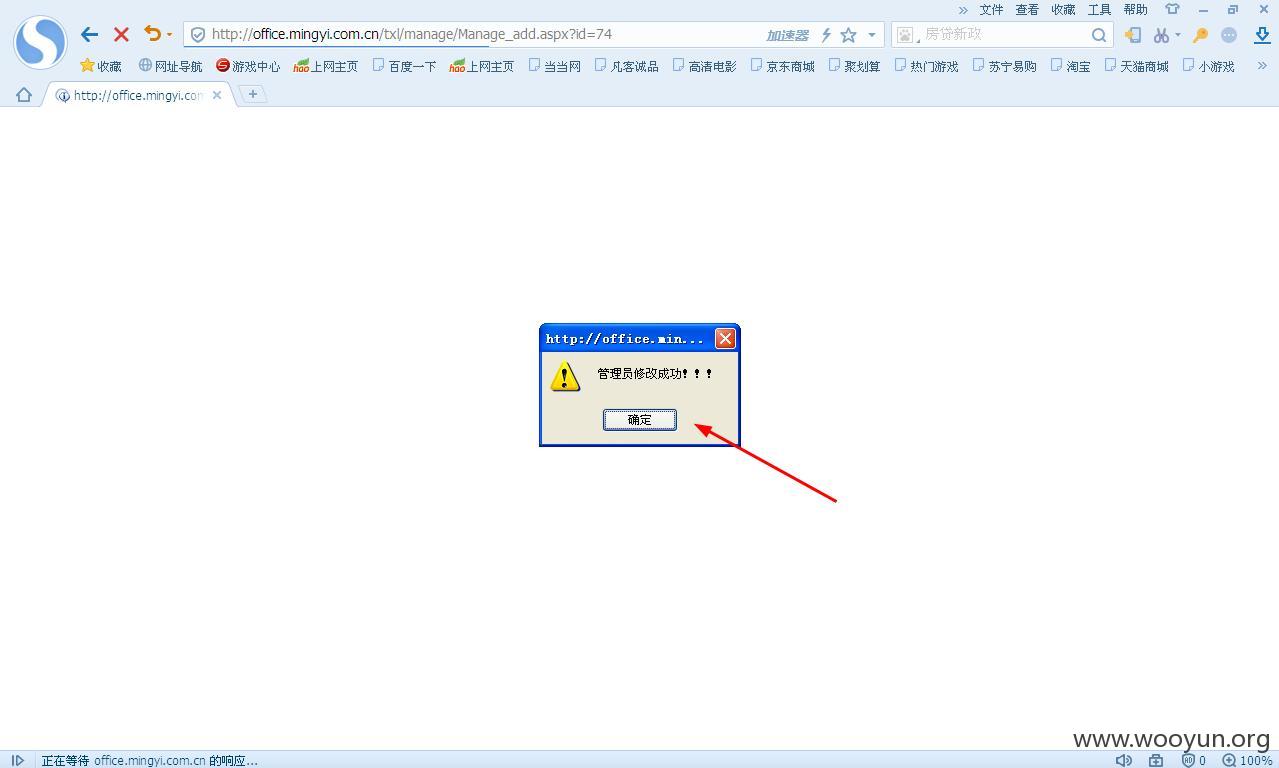 » 文件 查看 收藏 工具 帮助
http://office.mingyi.com.cn/txl/manage/Manage_add.aspx?id=74 加速器 房贷新政
收藏 网址导航 游戏中心 hao 上网主页 百度一下 hao 上网主页 当当网 凡客诚品 高清电影 京东商城 聚划算 热门游戏 苏宁易购 淘宝 天猫商城 小游戏 »
http://office.mingyi.con
http://office.min...
管理员修改成功！！！
确定
www.wooyun.org
正在等待 office.mingyi.com.cn 的响应... 0 100%